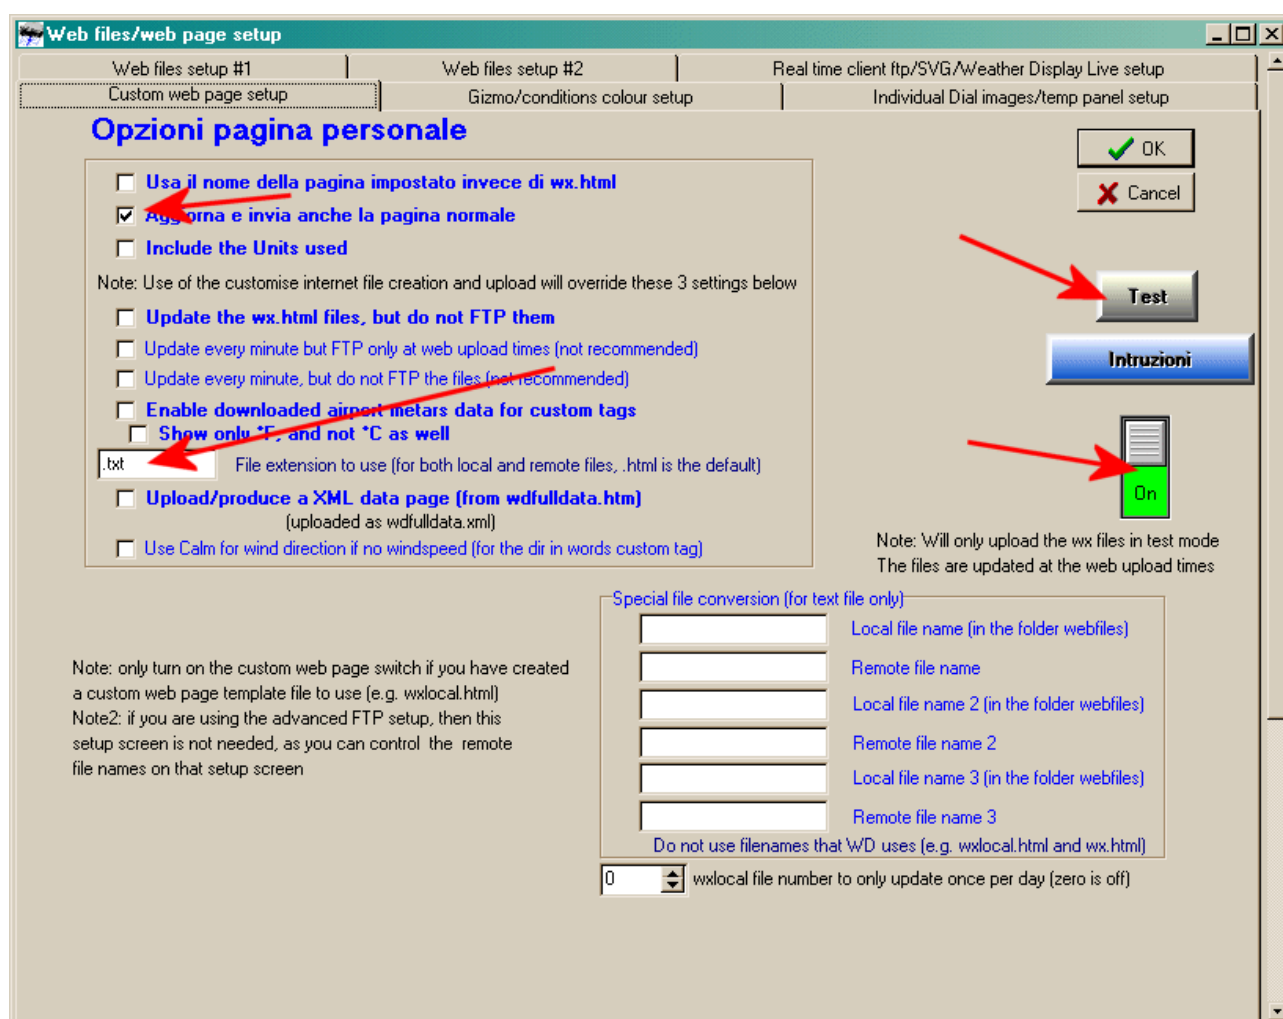 Web files/web page setup
Web files setup #1
Web files setup #2
Real time client ftp/SVG/Weather Display Live setup
Custom web page setup
Gizmo/conditions colour setup
Individual Dial images/temp panel setup
Opzioni pagina personale
OK
Cancel
Usa il nome della pagina impostato invece di wx.html
Aggiorna e invia anche la pagina normale
Include the Units used
Note: Use of the customise internet file creation and upload will override these 3 settings below
Test
Update the wx.html files, but do not FTP them
Update every minute but FTP only at web upload times (not recommended)
Intruzioni
Update every minute, but do not FTP the files (not recommended)
Enable downloaded airport metars data for custom tags
Show only *F, and not *C as well
.txt
File extension to use (for both local and remote files, .html is the default)
On
Upload/produce a XML data page (from wdfulldata.htm)
(uploaded as wdfulldata.xml)
Use Calm for wind direction if no windspeed (for the dir in words custom tag)
Note: Will only upload the wx files in test mode
The files are updated at the web upload times
Special file conversion (for text file only)
Local file name (in the folder webfiles)
Remote file name
Local file name 2 (in the folder webfiles)
Remote file name 2
Local file name 3 (in the folder webfiles)
Remote file name 3
Do not use filenames that WD uses (e.g. wxlocal.html and wx.html)
Note: only turn on the custom web page switch if you have created
a custom web page template file to use (e.g. wxlocal.html)
Note2: if you are using the advanced FTP setup, then this
setup screen is not needed, as you can control the remote
file names on that setup screen
0
wxlocal file number to only update once per day (zero is off)